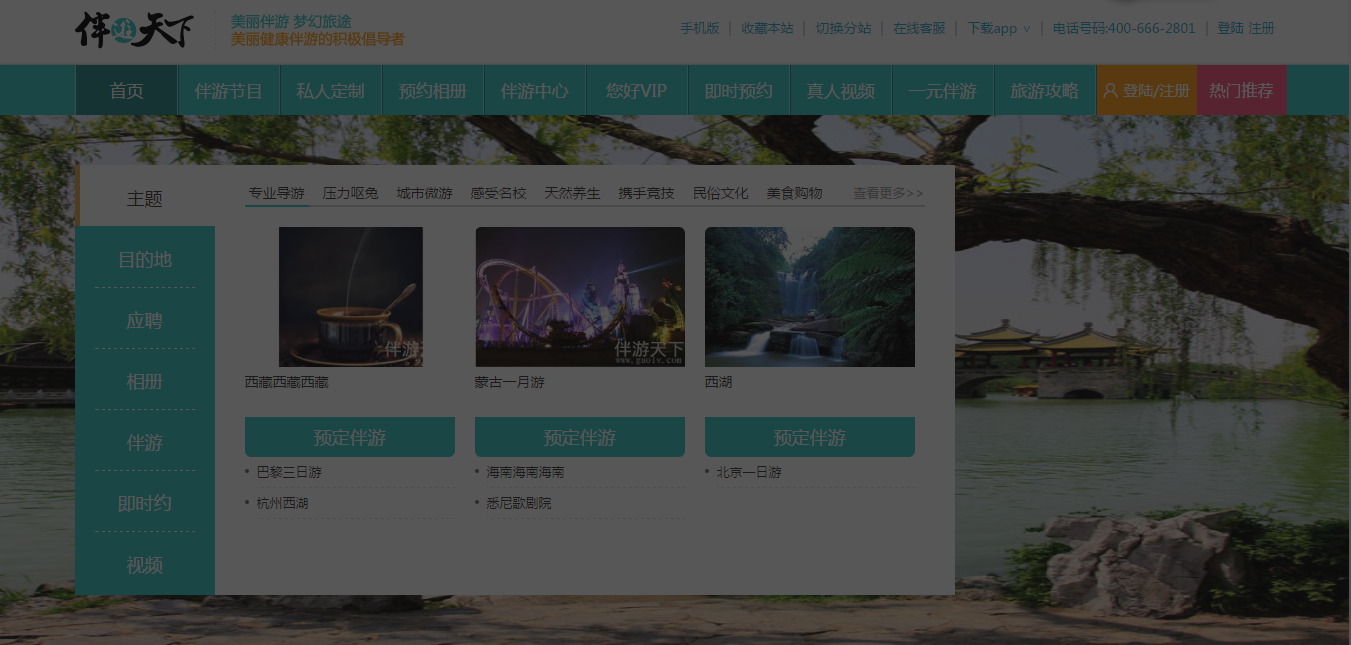 伴游天下
美丽伴游 梦幻旅途
美丽健康伴游的积极倡导者
手机版 | 收藏本站 | 切换分站 | 在线客服 | 下载app ∨ | 电话号码:400-666-2801 | 登陆 注册
首页 伴游节目 私人定制 预约相册 伴游中心 您好VIP 即时预约 真人视频 一元伴游 旅游攻略 登陆/注册 热门推荐
主题
目的地
应聘
相册
伴游
即时约
视频
专业导游 压力呕免 城市微游 感受名校 天然养生 携手竞技 民俗文化 美食购物 查看更多>>
伴游
伴游天下
西藏西藏西藏 蒙古一月游 西湖
预定伴游 预定伴游 预定伴游
• 巴黎三日游 • 海南海南海南 • 北京一日游
• 杭州西湖 • 悉尼歌剧院